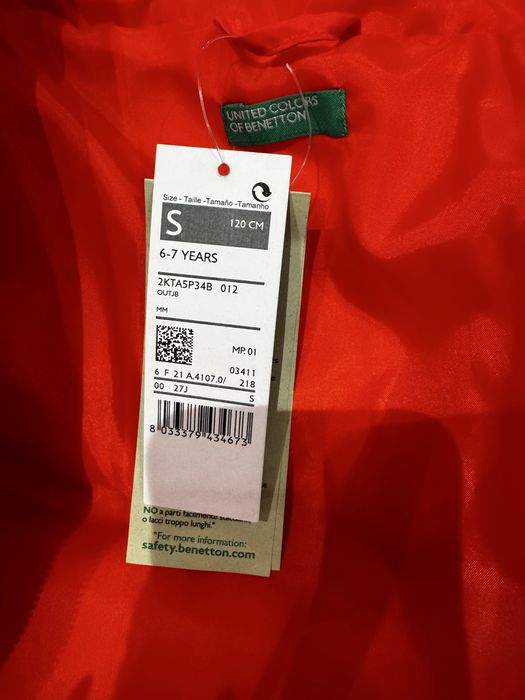 UNITED COLORS
OF BENETTON
Size - Taille -Tamaño -Tamanho
S 120 CM
6-7 YEARS
2KTA5P34B 012
OUTJB
MM
MP. 01
03411
6 F 21 A.4107.0/ 218
00 27J S
8 033379 434673
NO a parti facilmente
o lacci troppo lunghi.*
*For more information:
safety.benetton.com